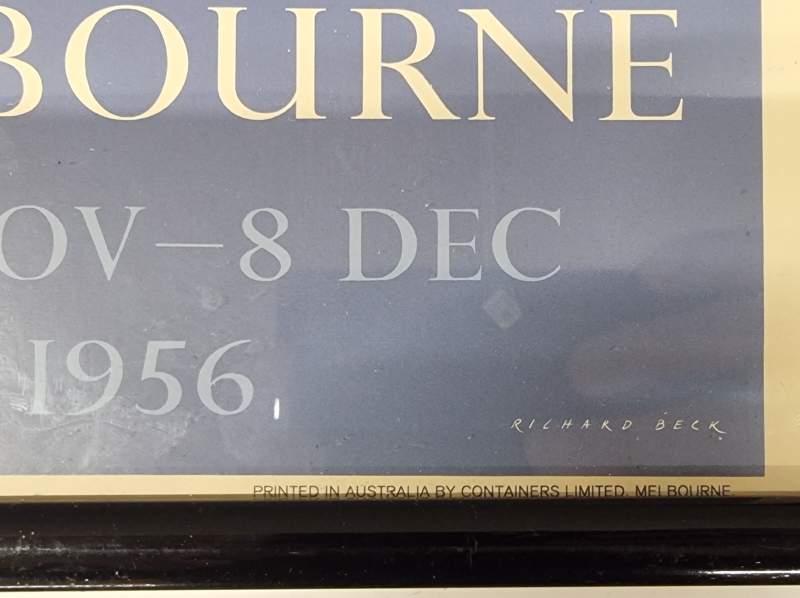 BOURNE
OV—8 DEC
1956
RICHARD BECK
PRINTED IN AUSTRALIA BY CONTAINERS LIMITED. MELBOURNE.